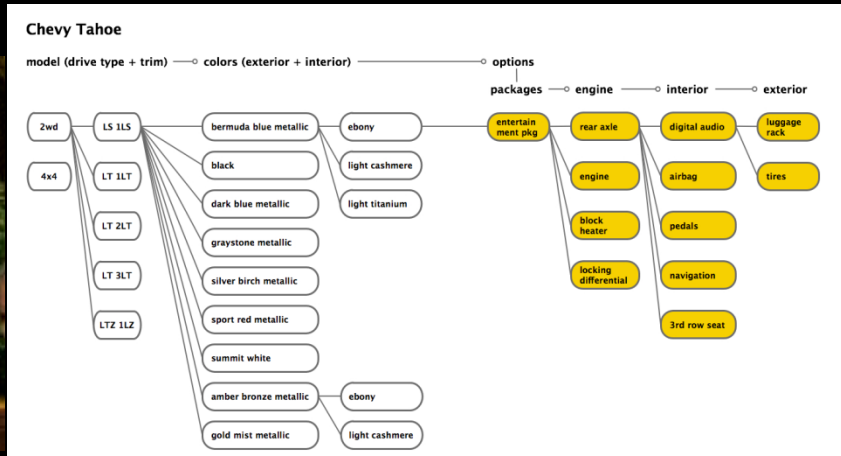 Chevy Tahoe
model (drive type + trim)
colors (exterior + interior)
options
packages
engine
interior
exterior
2wd
LS 1LS
bermuda blue metallic
ebony
entertain
ment pkg
rear axle
digital audio
luggage
rack
4x4
LT 1LT
black
light cashmere
engine
airbag
tires
dark blue metallic
light titanium
LT 2LT
graystone metallic
block
heater
pedals
LT 3LT
silver birch metallic
locking
differential
navigation
LTZ 1LZ
sport red metallic
3rd row seat
summit white
amber bronze metallic
ebony
gold mist metallic
light cashmere